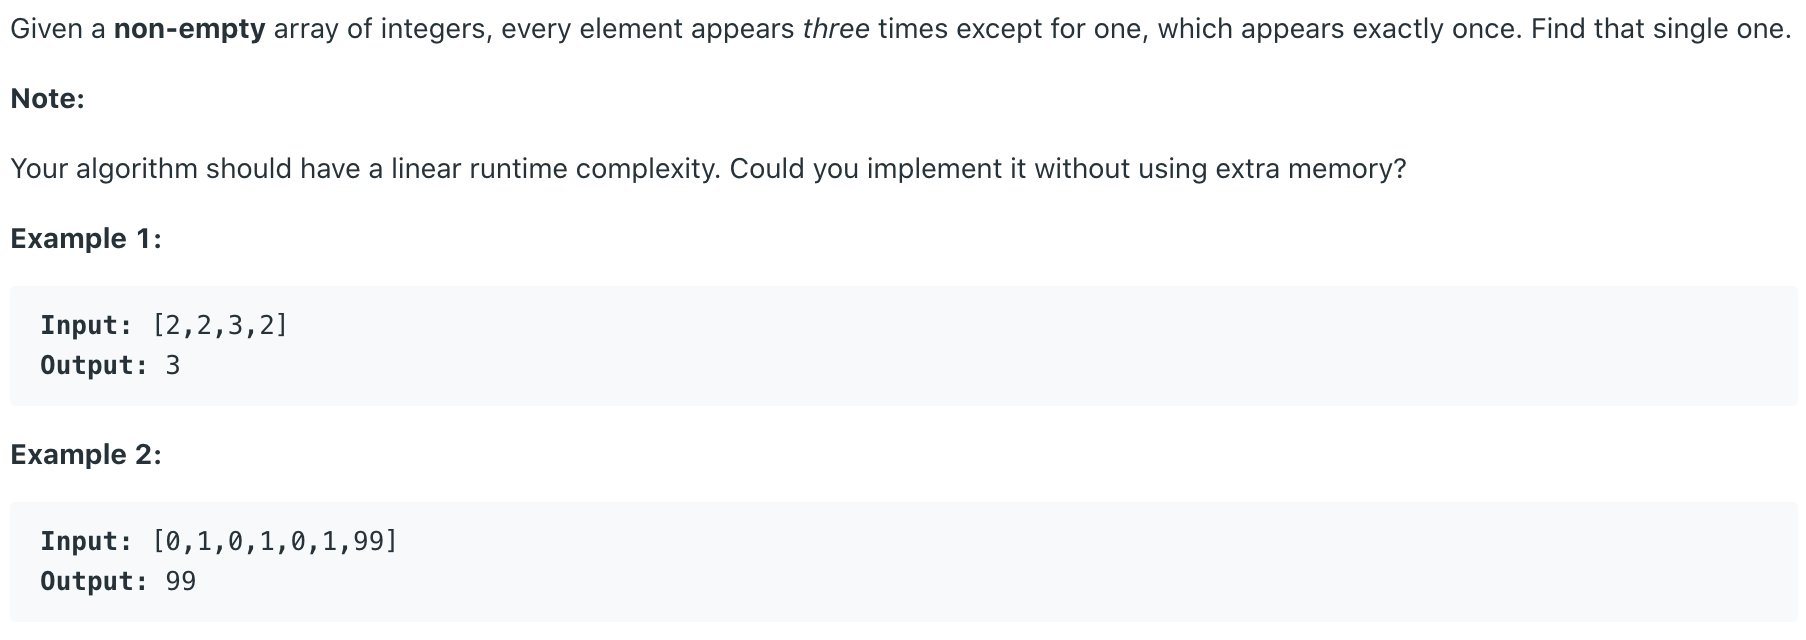 Given a non-empty array of integers, every element appears three times except for one, which appears exactly once. Find that single one.
Note:
Your algorithm should have a linear runtime complexity. Could you implement it without using extra memory?
Example 1:
Input: [2,2,3,2]
Output: 3
Example 2:
Input: [0,1,0,1,0,1,99]
Output: 99